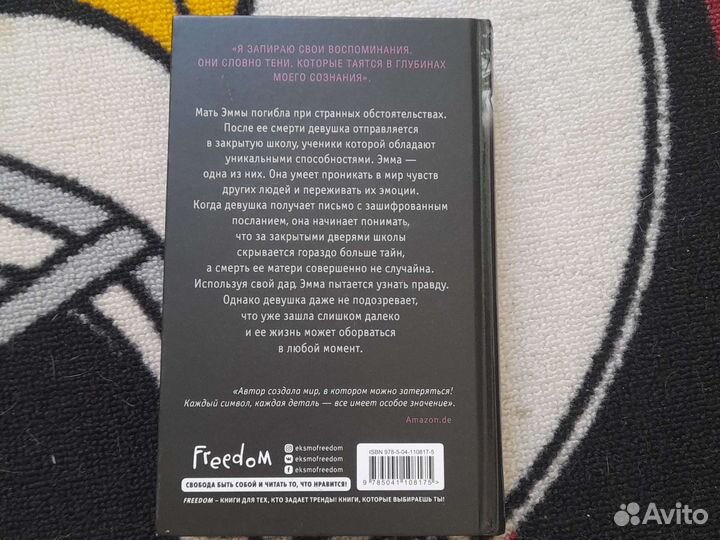 «Я ЗАПИРАЮ СВОИ ВОСПОМИНАНИЯ.
ОНИ СЛОВНО ТЕНИ, КОТОРЫЕ ТАЯТСЯ В ГЛУБИНАХ
МОЕГО СОЗНАНИЯ».
Мать Эммы погибла при странных обстоятельствах.
После ее смерти девушка отправляется
в закрытую школу, ученики которой обладают
уникальными способностями. Эмма —
одна из них. Она умеет проникать в мир чувств
других людей и переживать их эмоции.
Когда девушка получает письмо с зашифрованным
посланием, она начинает понимать,
что за закрытыми дверями школы
скрывается гораздо больше тайн,
а смерть ее матери совершенно не случайна.
Используя свой дар, Эмма пытается узнать правду.
Однако девушка даже не подозревает,
что уже зашла слишком далеко
и ее жизнь может оборваться
в любой момент.
«Автор создала мир, в котором можно затеряться!
Каждый символ, каждая деталь — все имеет особое значение».
Amazon.de
Freedom
eksmofreedom
eksmofreedom
eksmofreedom
СВОБОДА БЫТЬ СОБОЙ И ЧИТАТЬ ТО, ЧТО НРАВИТСЯ!
FREEDOM – КНИГИ ДЛЯ ТЕХ, КТО ЗАДАЕТ ТРЕНДЫ! КНИГИ, КОТОРЫЕ ВЫБИРАЕШЬ ТЫ!
ISBN 978-5-04-110817-5
9 785041 108175 >
Avito